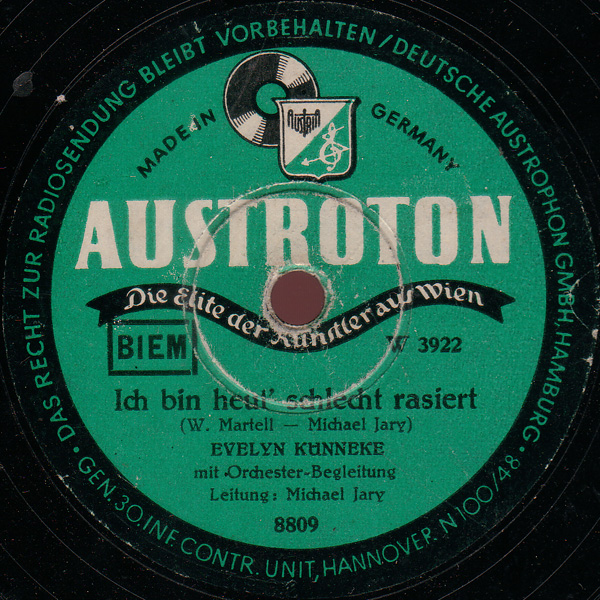 DAS RECHT ZUR RADIOSENDUNG BLEIBT VORBEHALTEN / DEUTSCHE AUSTROPHON GMBH, HAMBURG ·
MADE IN GERMANY
Austria
AUSTROTON
Die Elite der Künstler aus Wien
BIEM
W 3922
Ich bin heut' schlecht rasiert
(W. Martell — Michael Jary)
EVELYN KÜNNEKE
mit Orchester-Begleitung
Leitung: Michael Jary
8809
· GEN. 30. INF. CONTR. UNIT, HANNOVER. N 100/48 ·